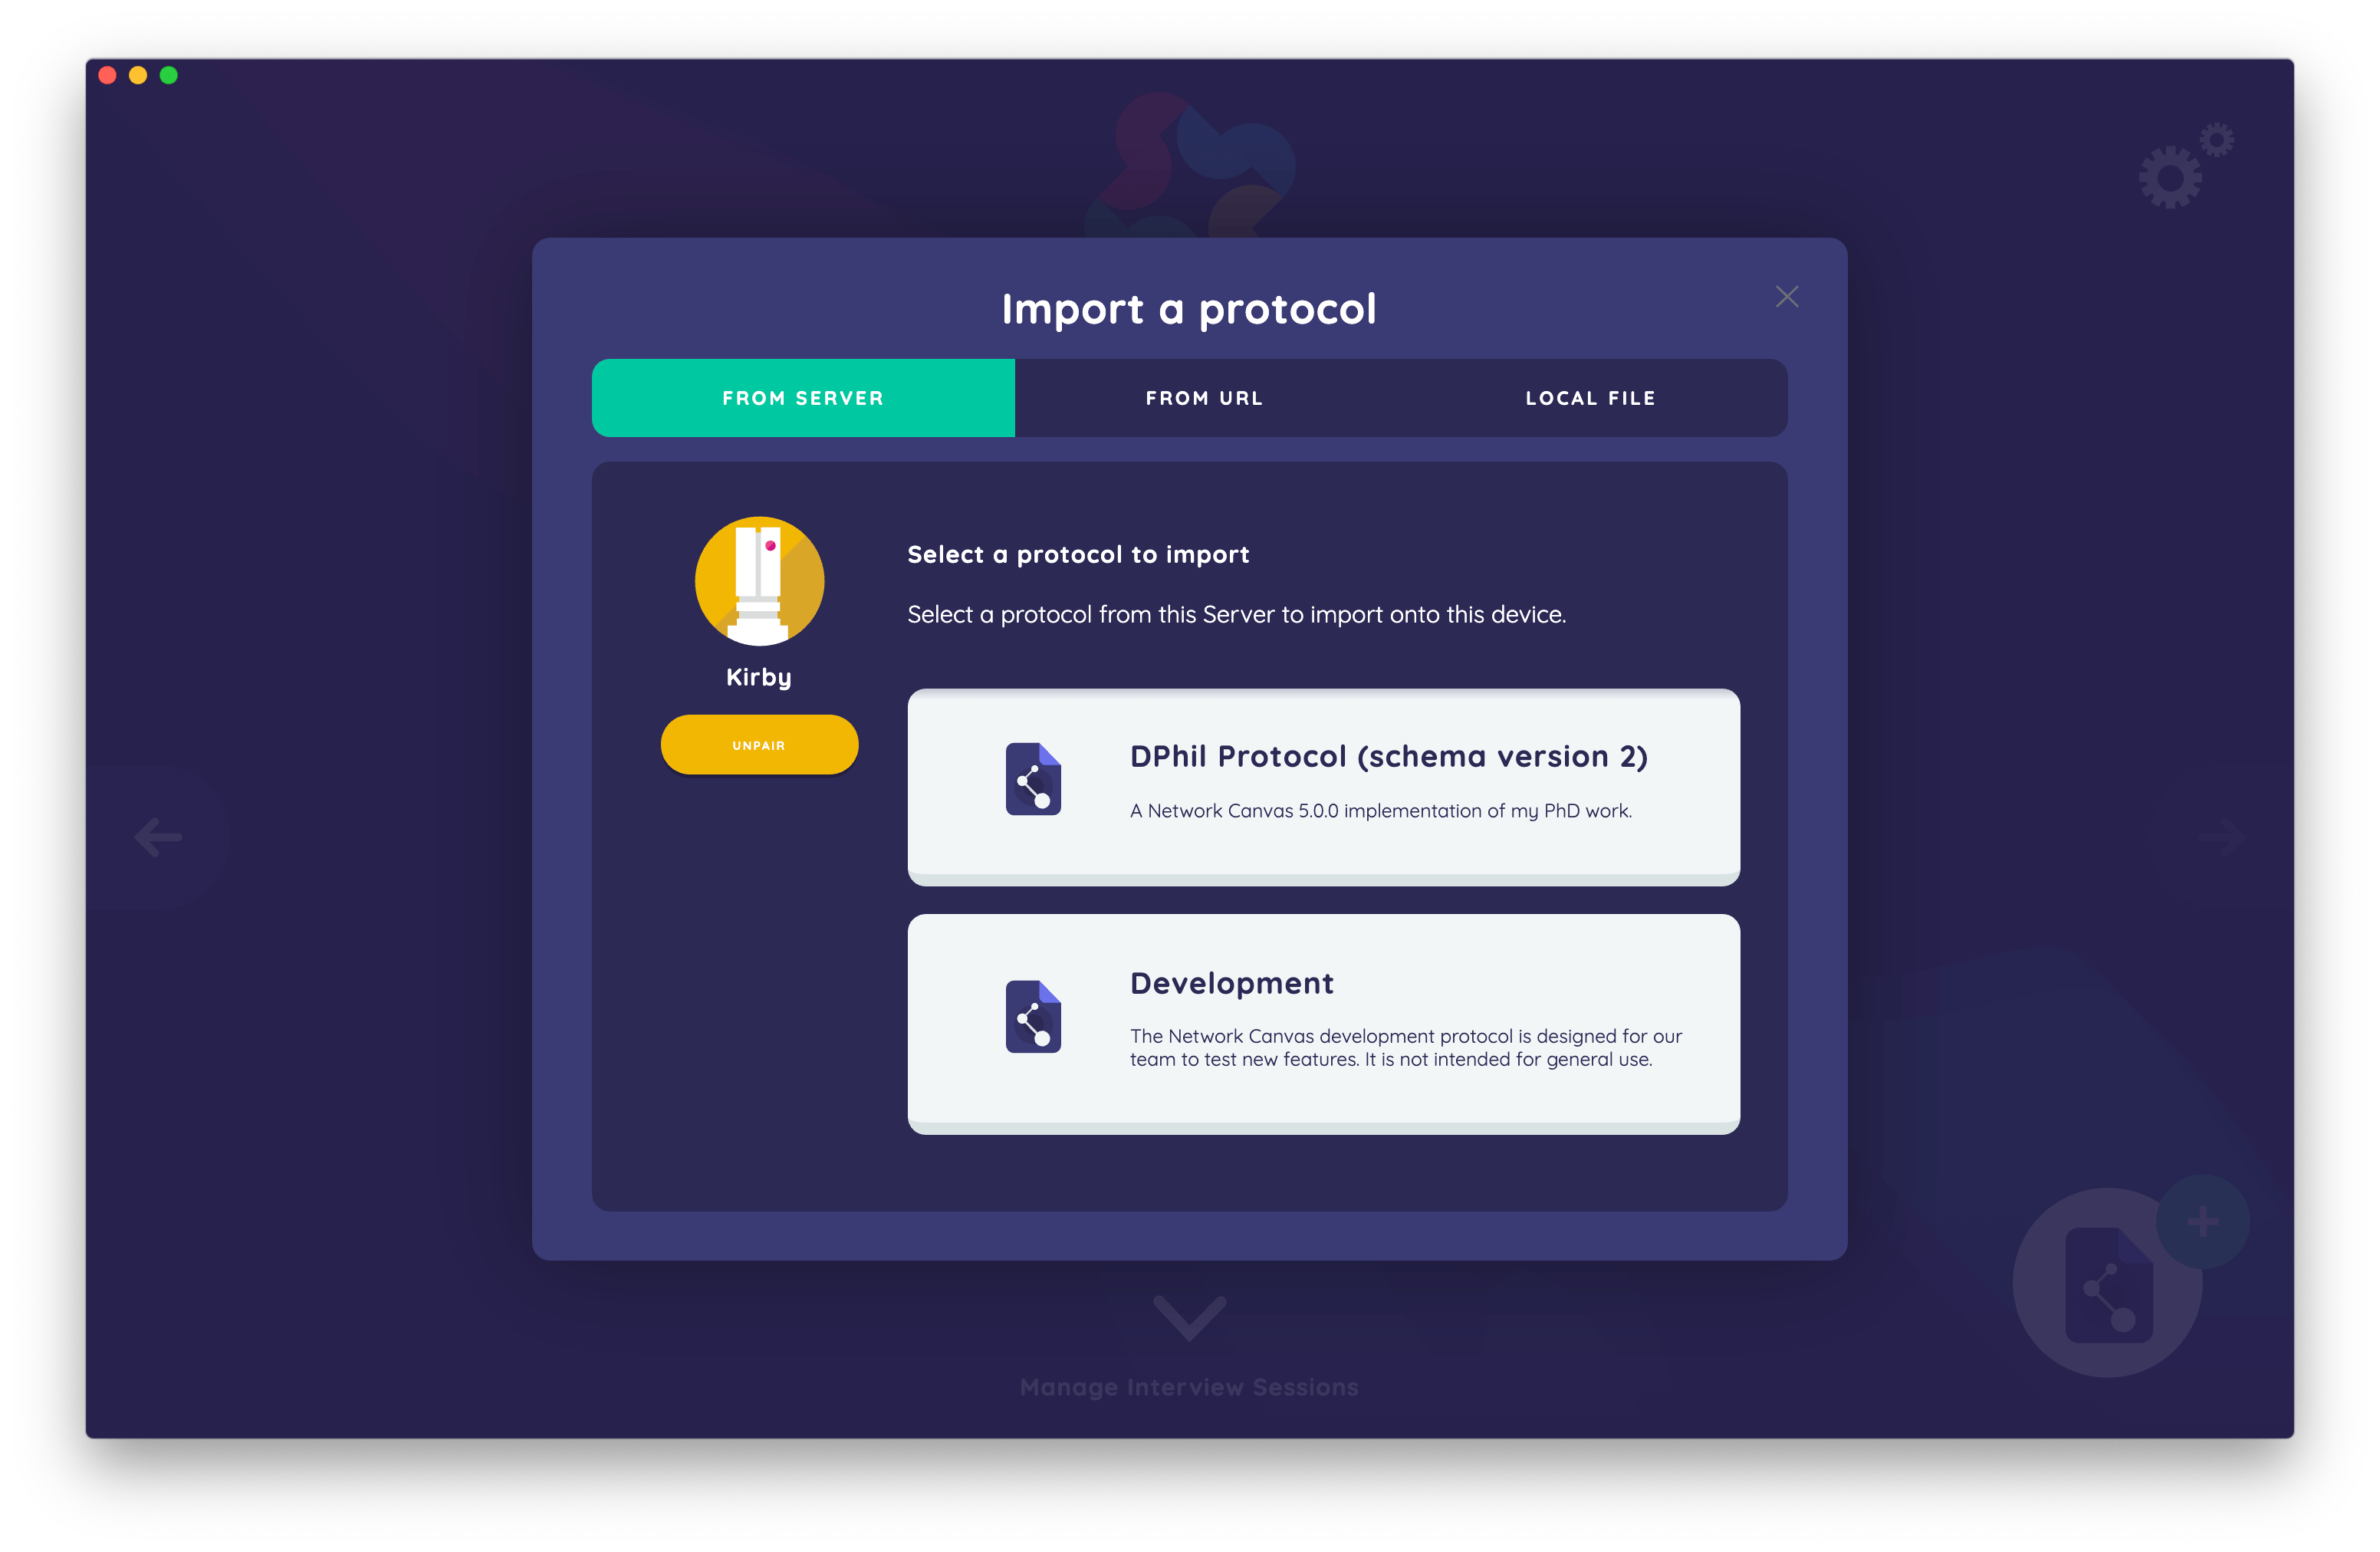 Import a protocol
FROM SERVER
FROM URL
LOCAL FILE
Kirby
UNPAIR
Select a protocol to import
Select a protocol from this Server to import onto this device.
DPhil Protocol (schema version 2)
A Network Canvas 5.0.0 implementation of my PhD work.
Development
The Network Canvas development protocol is designed for our
team to test new features. It is not intended for general use.
Manage Interview Sessions